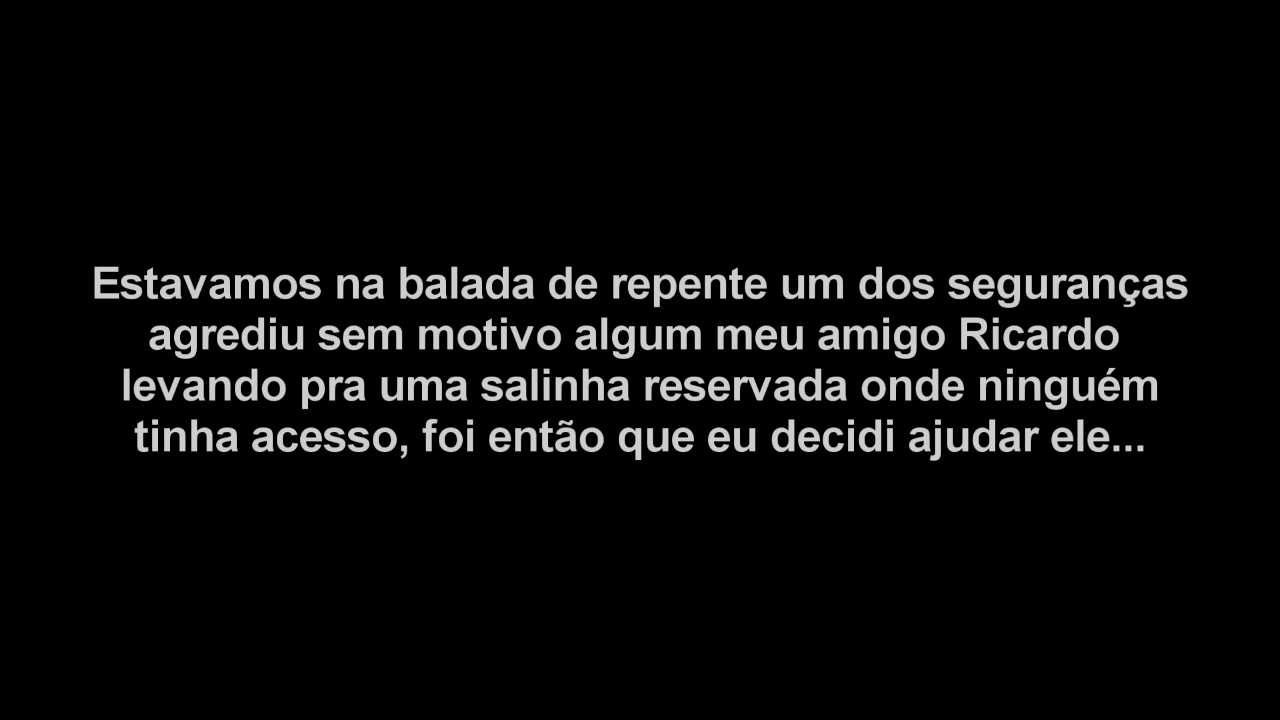 Estavamos na balada de repente um dos seguranças
agrediu sem motivo algum meu amigo Ricardo
levando pra uma salinha reservada onde ninguém
tinha acesso, foi então que eu decidi ajudar ele...